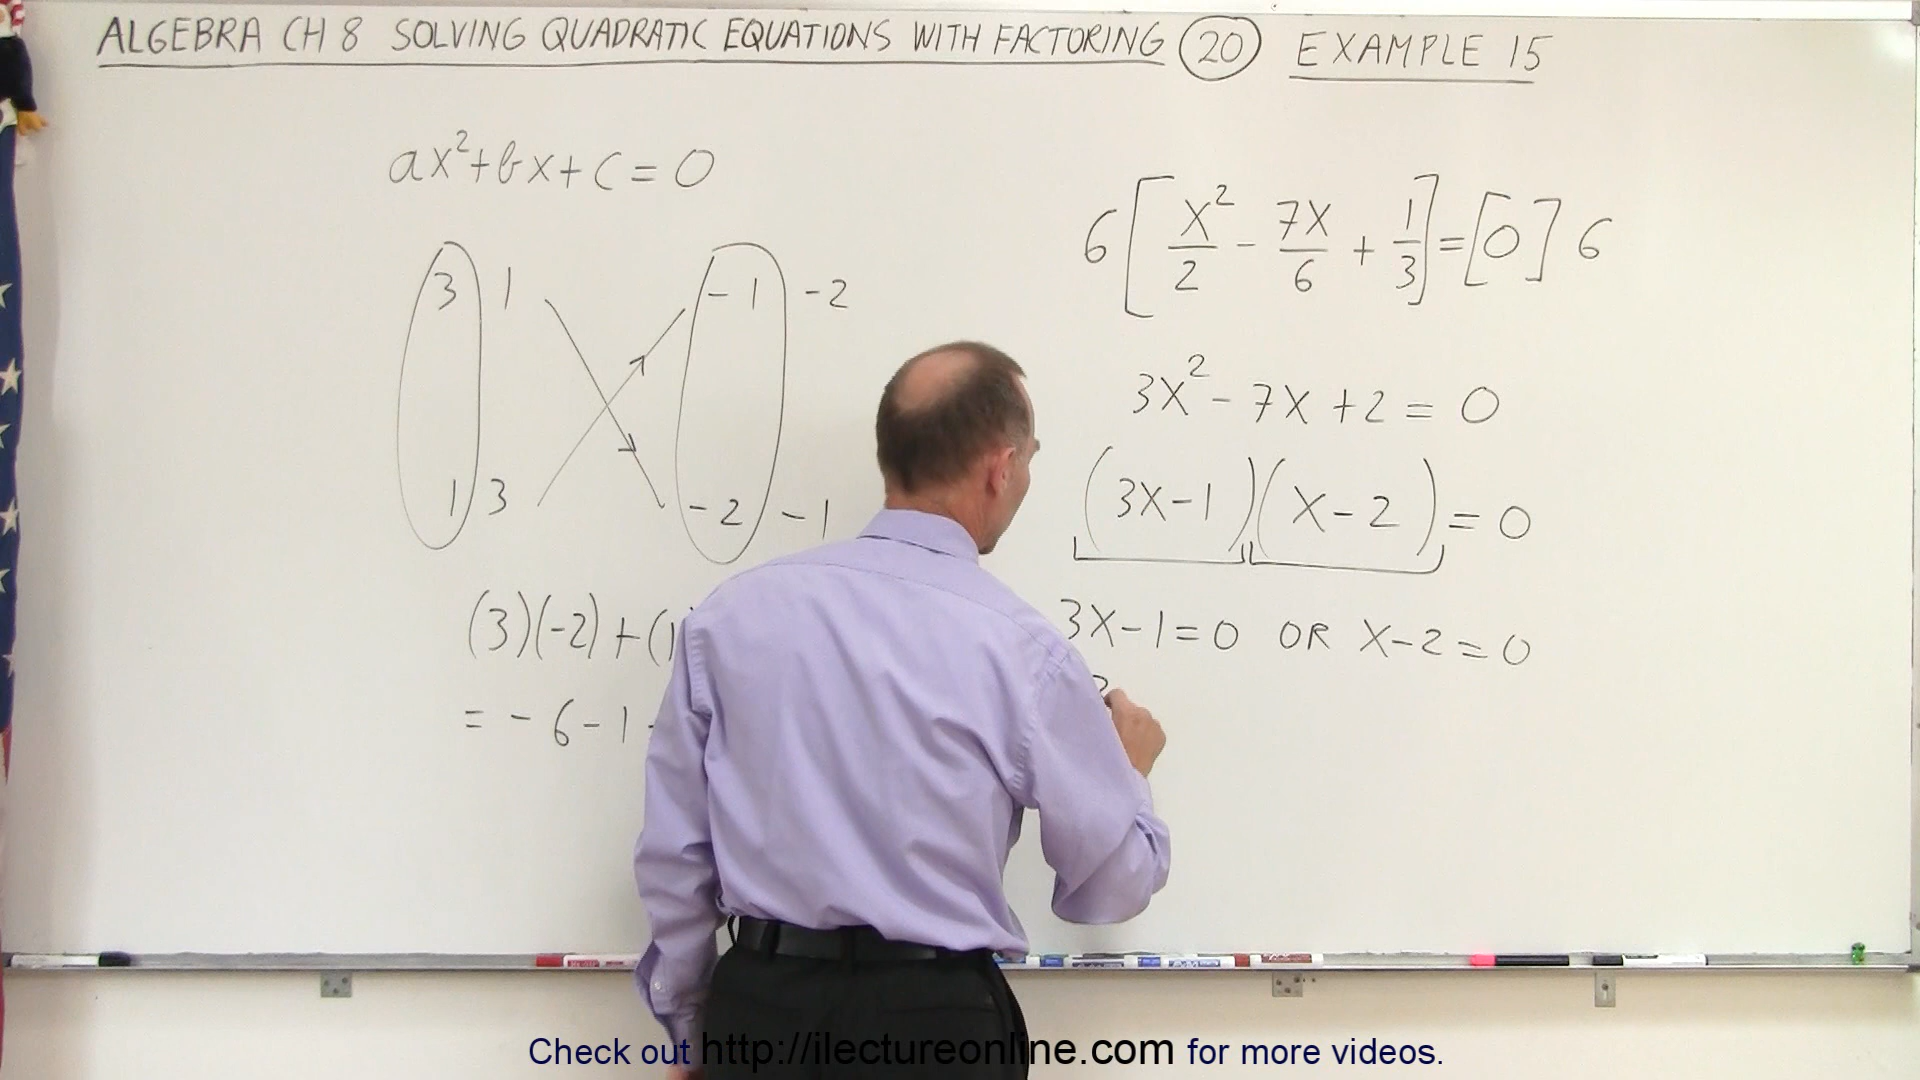 ALGEBRA CH 8 SOLVING QUADRATIC EQUATIONS WITH FACTORING 20 EXAMPLE 15
ax²+bx+c=0
3 1 -1 -2
1 3 -2 -1
(3)(-2)+(1
= -6-1
6[x²/2 - 7x/6 + 1/3]=[0]6
3x²-7x+2=0
(3x-1)(x-2)=0
3x-1=0 OR x-2=0
Check out http://ilectureonline.com for more videos.